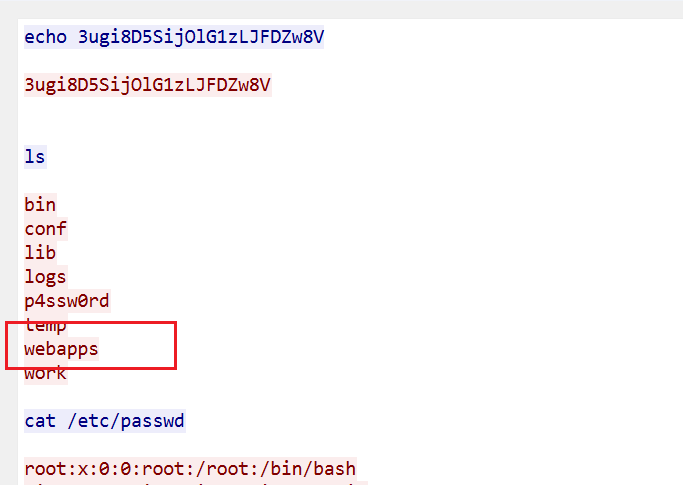 echo 3ugi8D5SijOlG1zLJFDZw8V
3ugi8D5SijOlG1zLJFDZw8V
ls
bin
conf
lib
logs
p4ssw0rd
temp
webapps
work
cat /etc/passwd
root:x:0:0:root:/root:/bin/bash